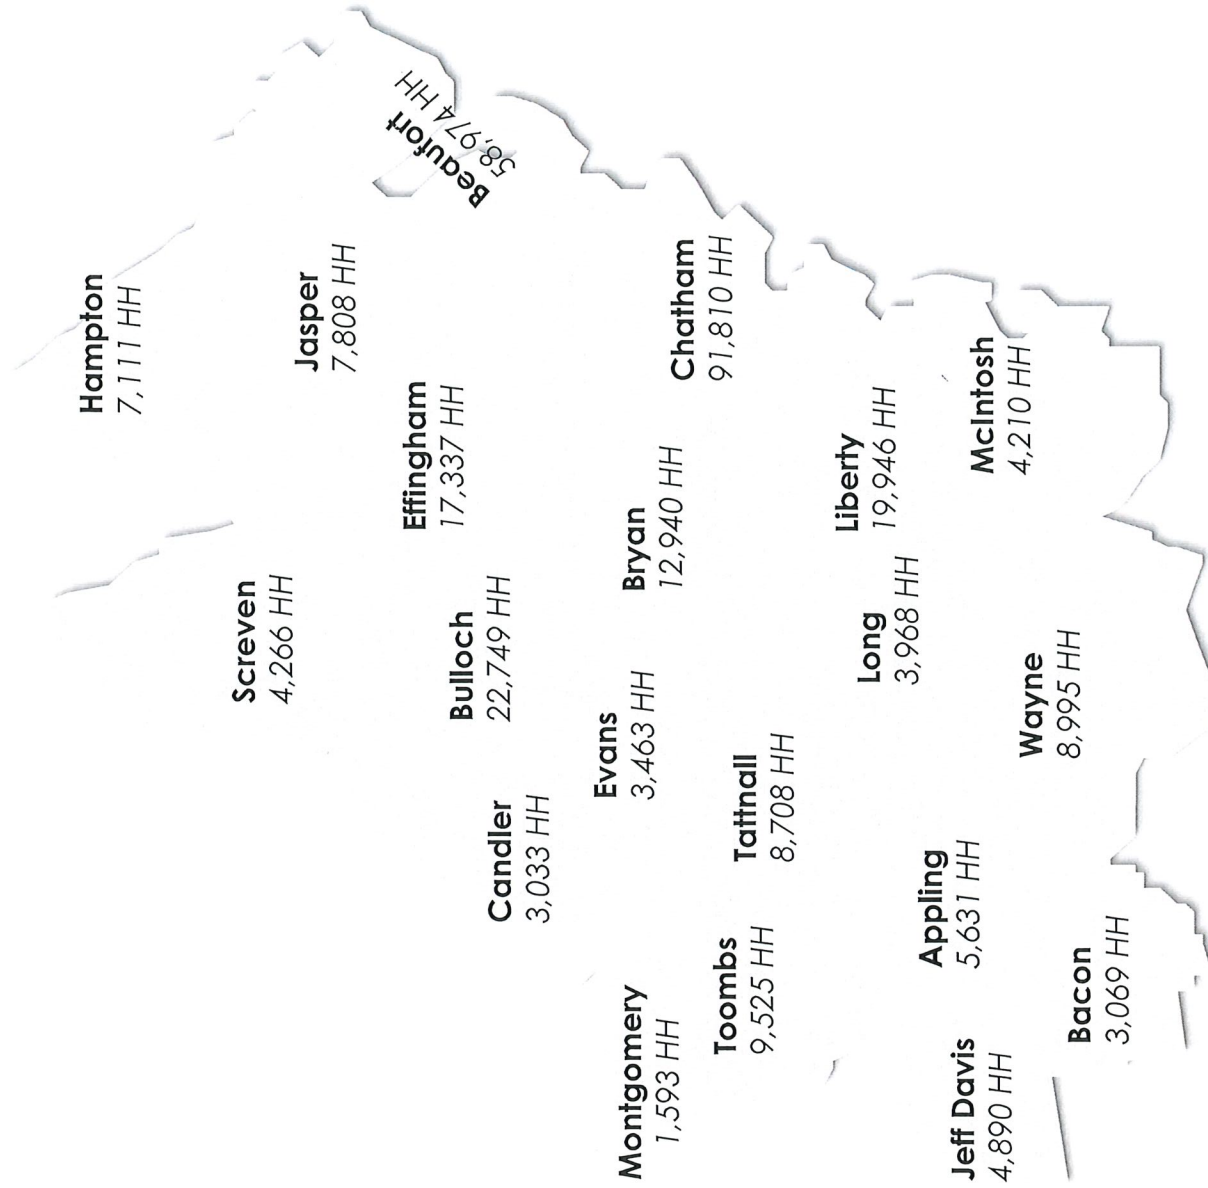 Hampton
7,111 HH
Jasper
7,808 HH
Beaufort
58,974 HH
Screven
4,266 HH
Effingham
17,337 HH
Bulloch
22,749 HH
Candler
3,033 HH
Evans
3,463 HH
Bryan
12,940 HH
Chatham
91,810 HH
Montgomery
1,593 HH
Toombs
9,525 HH
Tattnall
8,708 HH
Long
3,968 HH
Liberty
19,946 HH
McIntosh
4,210 HH
Jeff Davis
4,890 HH
Appling
5,631 HH
Wayne
8,995 HH
Bacon
3,069 HH